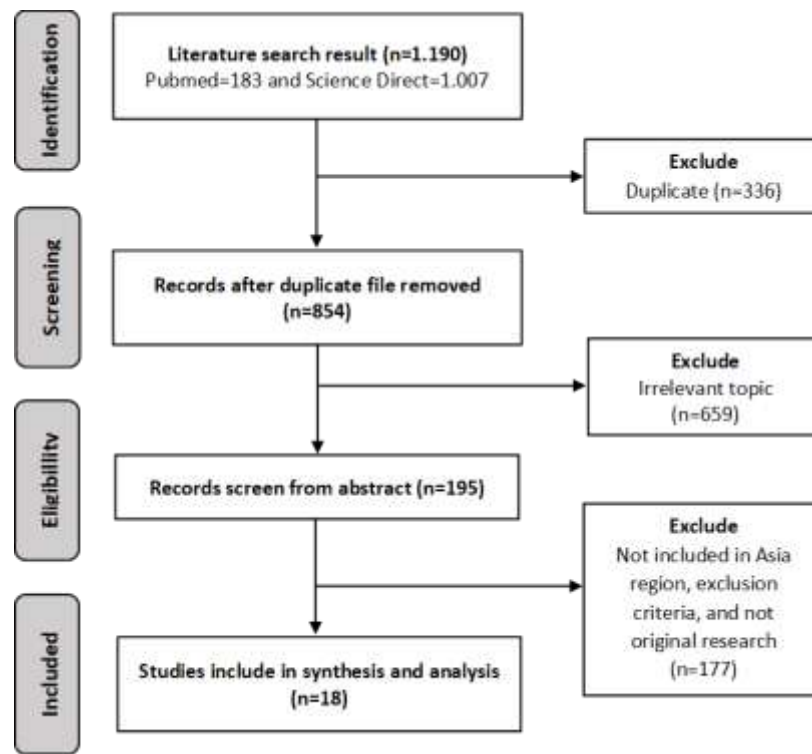 Identification
Literature search result (n=1.190)
Pubmed=183 and Science Direct=1.007
Exclude
Duplicate (n=336)
Screening
Records after duplicate file removed
(n=854)
Exclude
Irrelevant topic
(n=659)
Eligibility
Records screen from abstract (n=195)
Exclude
Not included in Asia
region, exclusion
criteria, and not
original research
(n=177)
Included
Studies include in synthesis and analysis
(n=18)